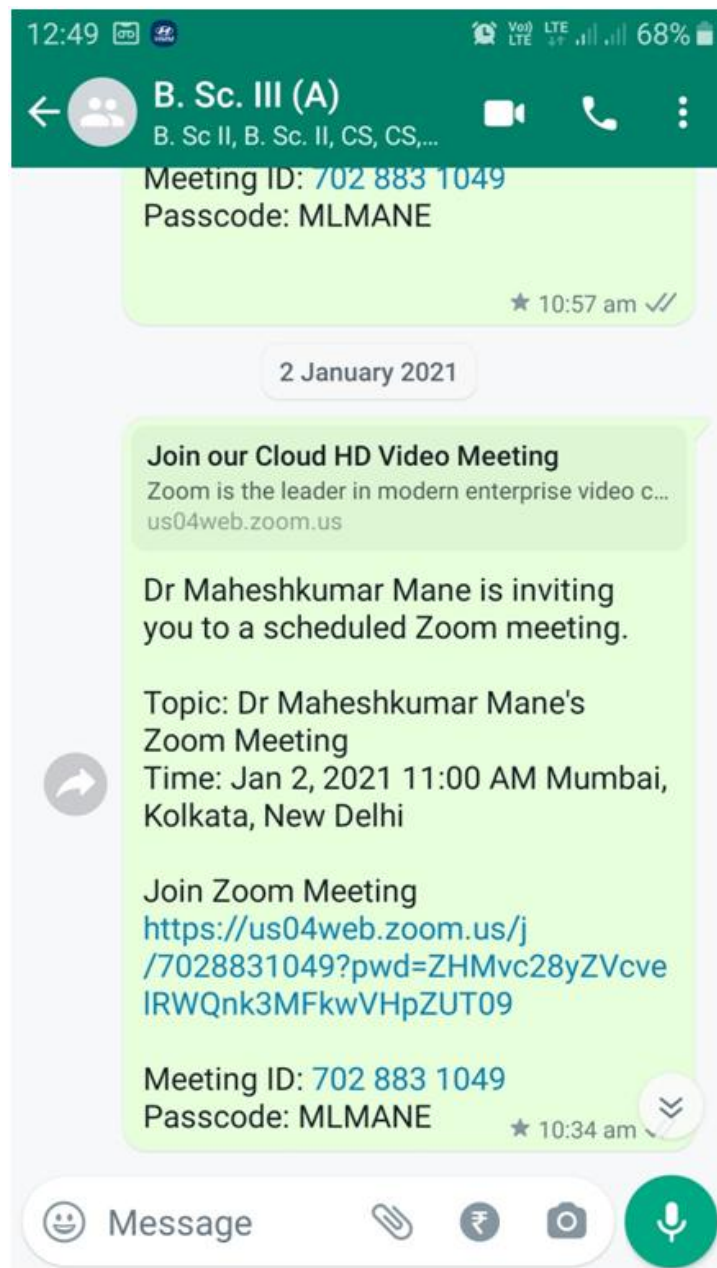 12:49 68%
B. Sc. III (A)
B. Sc II, B. Sc. II, CS, CS,...
Meeting ID: 702 883 1049
Passcode: MLMANE
10:57 am
2 January 2021
Join our Cloud HD Video Meeting
Zoom is the leader in modern enterprise video c...
us04web.zoom.us
Dr Maheshkumar Mane is inviting
you to a scheduled Zoom meeting.
Topic: Dr Maheshkumar Mane's
Zoom Meeting
Time: Jan 2, 2021 11:00 AM Mumbai,
Kolkata, New Delhi
Join Zoom Meeting
https://us04web.zoom.us/j
/7028831049?pwd=ZHMvc28yZVcve
lRWQnk3MFkwVHpZUT09
Meeting ID: 702 883 1049
Passcode: MLMANE
10:34 am
Message